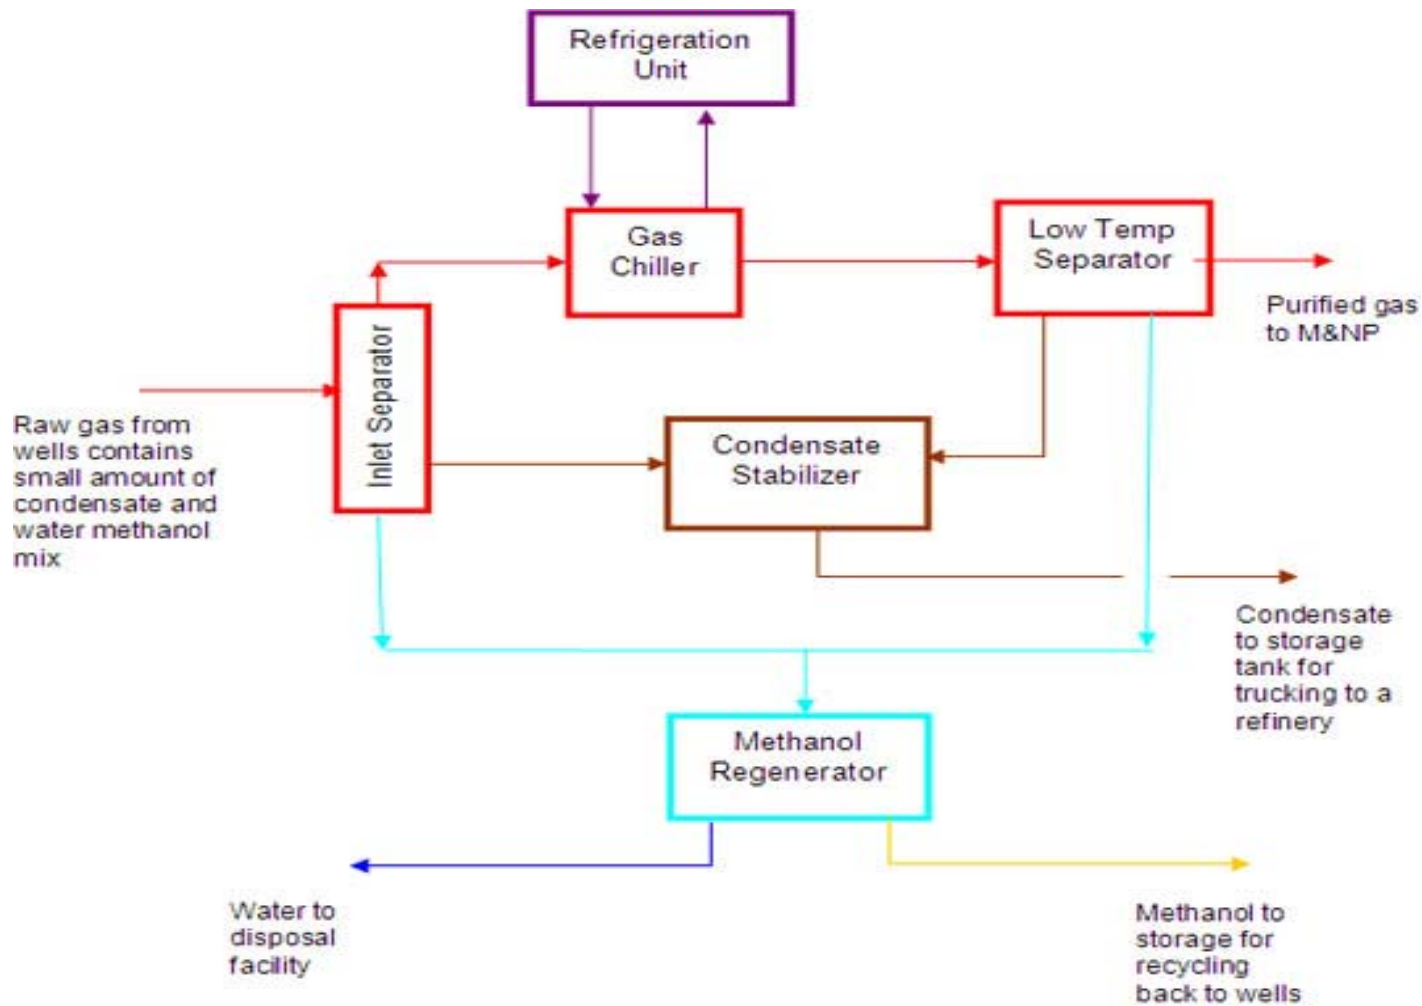 Refrigeration
Unit
Gas
Chiller
Low Temp
Separator
Purified gas
to M&NP
Inlet Separator
Raw gas from
wells contains
small amount of
condensate and
water methanol
mix
Condensate
Stabilizer
Condensate
to storage
tank for
trucking to a
refinery
Methanol
Regenerator
Water to
disposal
facility
Methanol to
storage for
recycling
back to wells